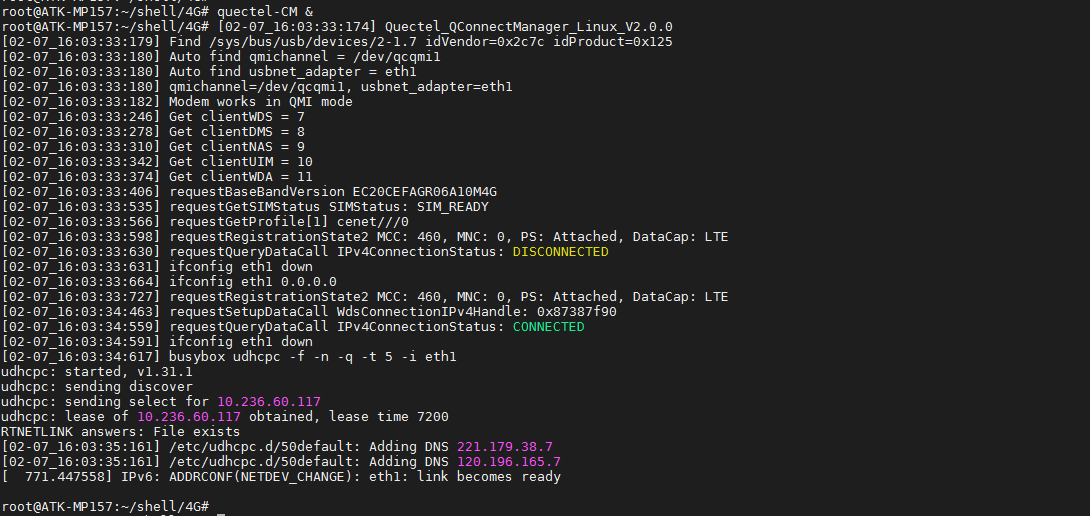 root@ATK-MP157:~/shell/4G# quectel-CM &
root@ATK-MP157:~/shell/4G# [02-07_16:03:33:174] Quectel_QConnectManager_Linux_V2.0.0
[02-07_16:03:33:179] Find /sys/bus/usb/devices/2-1.7 idVendor=0x2c7c idProduct=0x125
[02-07_16:03:33:180] Auto find qmichannel = /dev/qcqmi1
[02-07_16:03:33:180] Auto find usbnet_adapter = eth1
[02-07_16:03:33:180] qmichannel=/dev/qcqmi1, usbnet_adapter=eth1
[02-07_16:03:33:182] Modem works in QMI mode
[02-07_16:03:33:246] Get clientWDS = 7
[02-07_16:03:33:278] Get clientDMS = 8
[02-07_16:03:33:310] Get clientNAS = 9
[02-07_16:03:33:342] Get clientUIM = 10
[02-07_16:03:33:374] Get clientWDA = 11
[02-07_16:03:33:406] requestBaseBandVersion EC20CEFAGR06A10M4G
[02-07_16:03:33:535] requestGetSIMStatus SIMStatus: SIM_READY
[02-07_16:03:33:566] requestGetProfile[1] cenet///0
[02-07_16:03:33:598] requestRegistrationState2 MCC: 460, MNC: 0, PS: Attached, DataCap: LTE
[02-07_16:03:33:630] requestQueryDataCall IPv4ConnectionStatus: DISCONNECTED
[02-07_16:03:33:631] ifconfig eth1 down
[02-07_16:03:33:664] ifconfig eth1 0.0.0.0
[02-07_16:03:33:727] requestRegistrationState2 MCC: 460, MNC: 0, PS: Attached, DataCap: LTE
[02-07_16:03:34:463] requestSetupDataCall WdsConnectionIPv4Handle: 0x87387f90
[02-07_16:03:34:559] requestQueryDataCall IPv4ConnectionStatus: CONNECTED
[02-07_16:03:34:591] ifconfig eth1 down
[02-07_16:03:34:617] busybox udhcpc -f -n -q -t 5 -i eth1
udhcpc: started, v1.31.1
udhcpc: sending discover
udhcpc: sending select for 10.236.60.117
udhcpc: lease of 10.236.60.117 obtained, lease time 7200
RTNETLINK answers: File exists
[02-07_16:03:35:161] /etc/udhcpc.d/50default: Adding DNS 221.179.38.7
[02-07_16:03:35:161] /etc/udhcpc.d/50default: Adding DNS 120.196.165.7
[  771.447558] IPv6: ADDRCONF(NETDEV_CHANGE): eth1: link becomes ready
root@ATK-MP157:~/shell/4G#